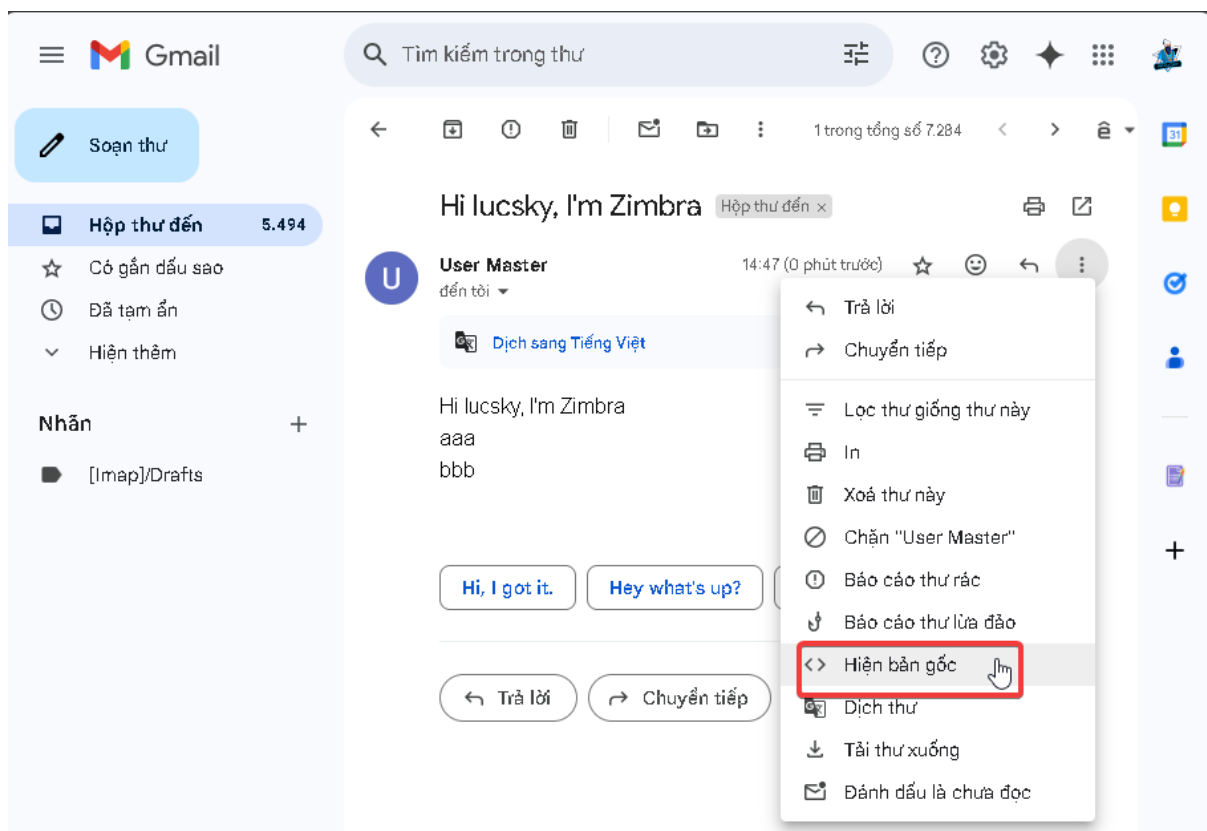 Gmail
Tìm kiếm trong thư
Soạn thư
1 trong tổng số 7.284
ê
31
Hộp thư đến 5.494
Có gắn dấu sao
Đã tạm ẩn
Hiện thêm
Nhãn
[Imap]/Drafts
Hi lucsky, I'm Zimbra Hộp thư đến ×
U
User Master 14:47 (0 phút trước)
đến tôi
Dịch sang Tiếng Việt
Hi lucsky, I'm Zimbra
aaa
bbb
Hi, I got it. Hey what's up?
Trả lời Chuyển tiếp
Trả lời
Chuyển tiếp
Lọc thư giống thư này
In
Xoá thư này
Chặn "User Master"
Báo cáo thư rác
Báo cáo thư lừa đảo
Hiện bản gốc
Dịch thư
Tải thư xuống
Đánh dấu là chưa đọc